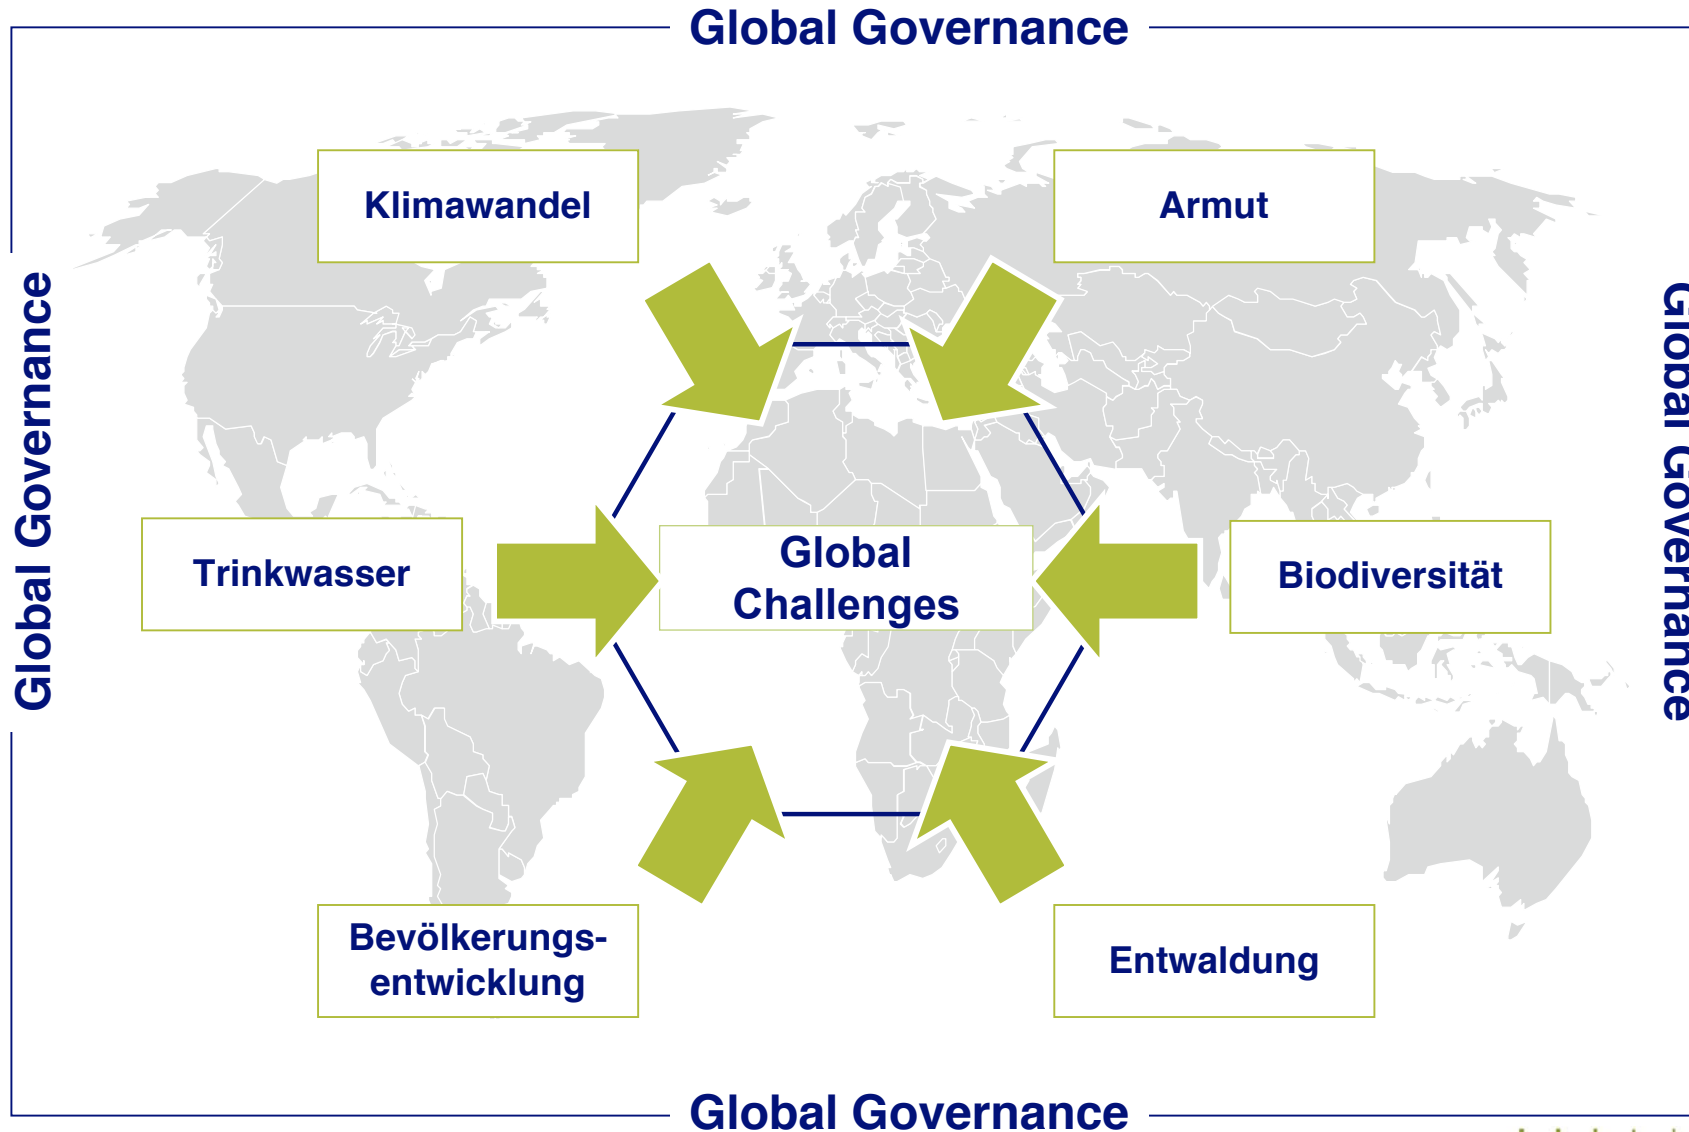 Global Governance
Klimawandel
Armut
Global Governance
Global Governance
Trinkwasser
Global
Challenges
Biodiversität
Bevölkerungs-
entwicklung
Entwaldung
Global Governance